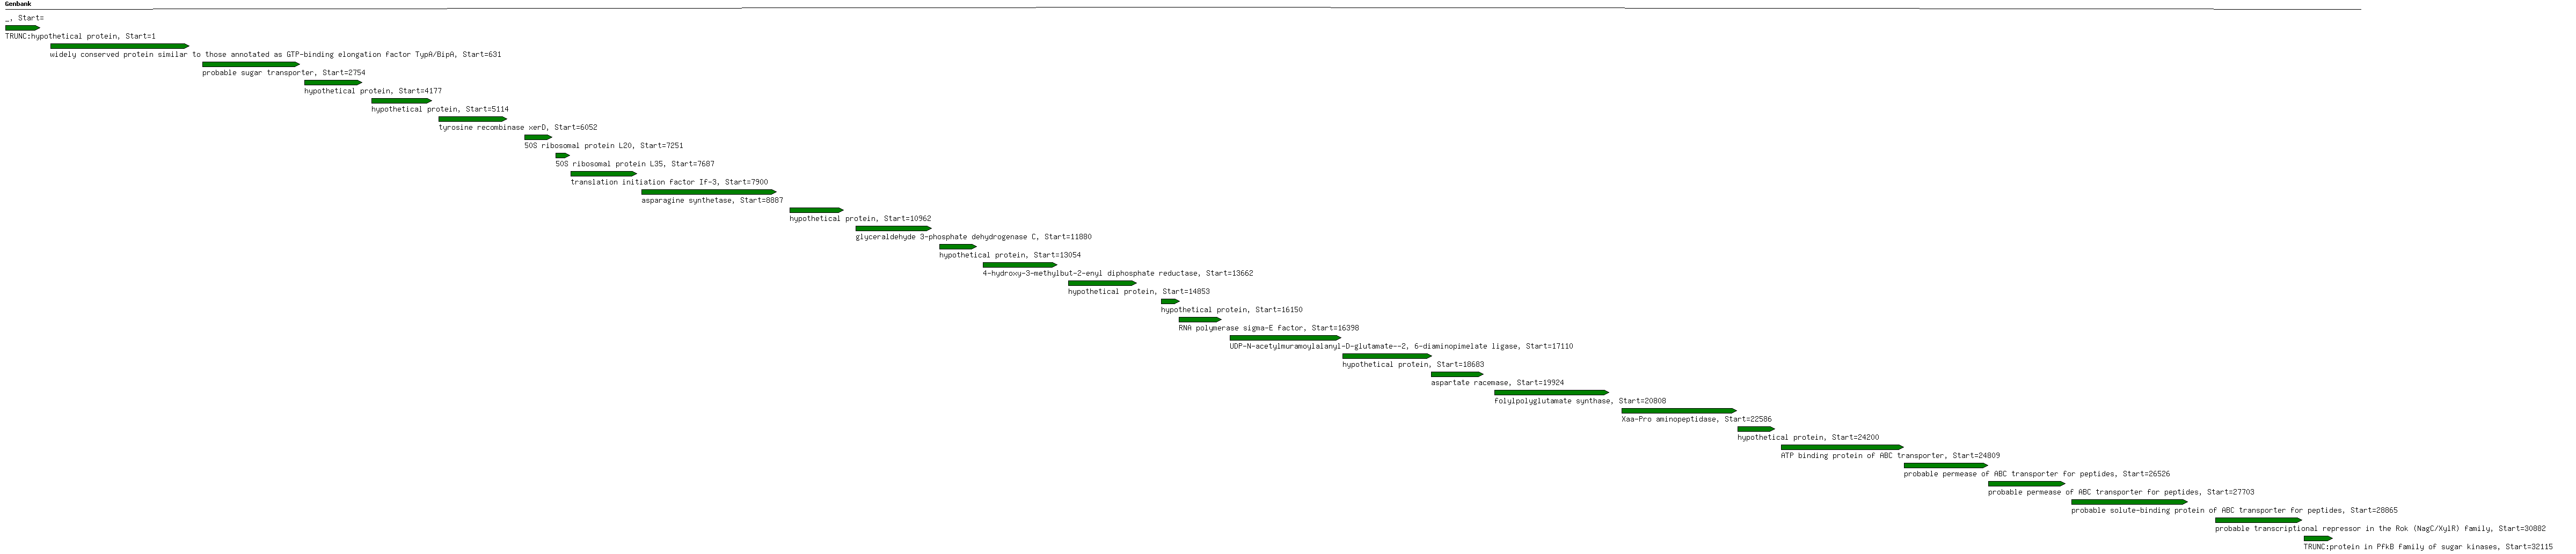 Genbank
_, Start=
TRUNC:hypothetical protein, Start=1
widely conserved protein similar to those annotated as GTP-binding elongation factor TypA/BipA, Start=631
probable sugar transporter, Start=2754
hypothetical protein, Start=4177
hypothetical protein, Start=5114
tyrosine recombinase xerD, Start=6052
50S ribosomal protein L20, Start=7251
50S ribosomal protein L35, Start=7687
translation initiation factor If-3, Start=7900
asparagine synthetase, Start=8887
hypothetical protein, Start=10962
glyceraldehyde 3-phosphate dehydrogenase C, Start=11880
hypothetical protein, Start=13054
4-hydroxy-3-methylbut-2-enyl diphosphate reductase, Start=13662
hypothetical protein, Start=14853
hypothetical protein, Start=16150
RNA polymerase sigma-E factor, Start=16398
UDP-N-acetylmuramoylalanyl-D-glutamate--2, 6-diaminopimelate ligase, Start=17110
hypothetical protein, Start=18683
aspartate racemase, Start=19924
folylpolyglutamate synthase, Start=20808
Xaa-Pro aminopeptidase, Start=22586
hypothetical protein, Start=24200
ATP binding protein of ABC transporter, Start=24809
probable permease of ABC transporter for peptides, Start=26526
probable permease of ABC transporter for peptides, Start=27703
probable solute-binding protein of ABC transporter for peptides, Start=28865
probable transcriptional repressor in the Rok (NagC/XylR) family, Start=30882
TRUNC:protein in PfkB family of sugar kinases, Start=32115